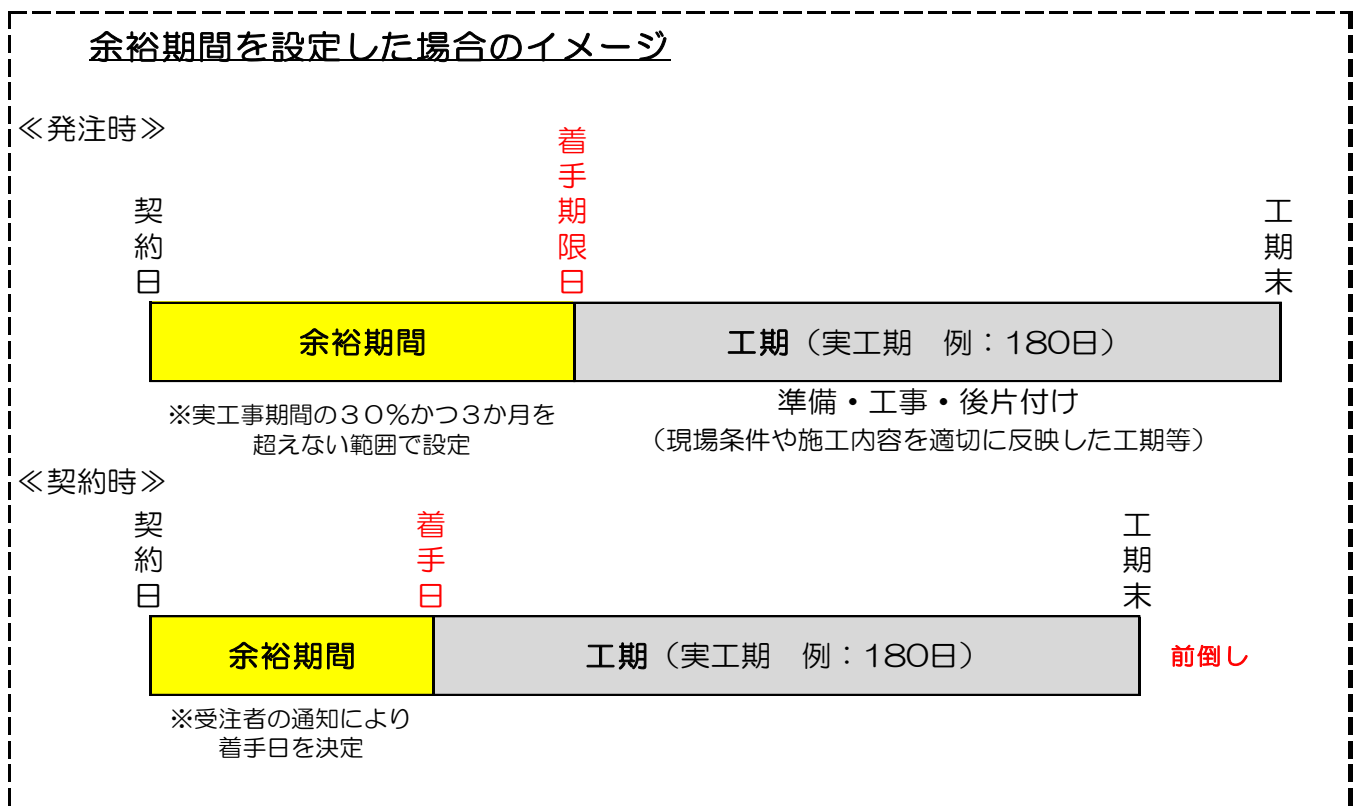 余裕期間を設定した場合のイメージ
≪発注時≫
契約日
着手期限日
工期末
余裕期間
工期（実工期　例：180日）
※実工事期間の３０％かつ３か月を
超えない範囲で設定
準備・工事・後片付け
（現場条件や施工内容を適切に反映した工期等）
≪契約時≫
契約日
着手日
工期末
余裕期間
工期（実工期　例：180日）
前倒し
※受注者の通知により
着手日を決定